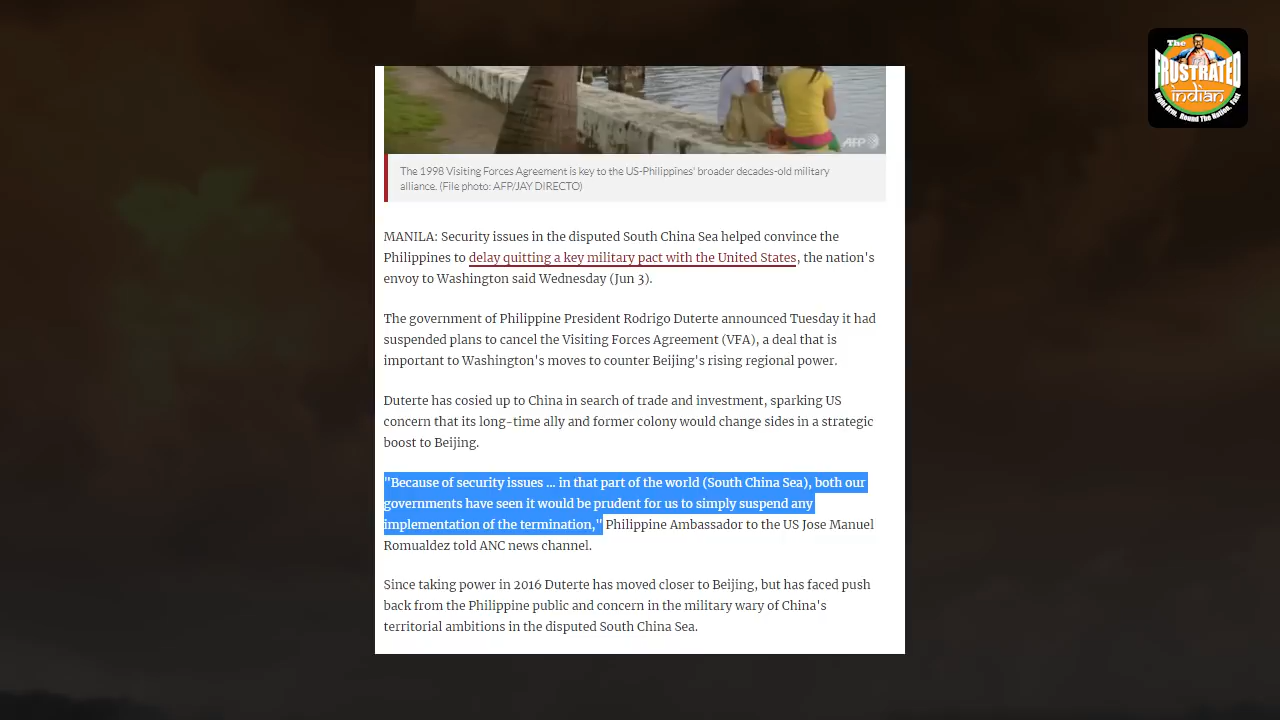 The
FRUSTRATED
indian
Right Arm. Round The Nation. Fast
AFP
The 1998 Visiting Forces Agreement is key to the US-Philippines' broader decades-old military
alliance. (File photo: AFP/JAY DIRECTO)
MANILA: Security issues in the disputed South China Sea helped convince the
Philippines to delay quitting a key military pact with the United States, the nation's
envoy to Washington said Wednesday (Jun 3).
The government of Philippine President Rodrigo Duterte announced Tuesday it had
suspended plans to cancel the Visiting Forces Agreement (VFA), a deal that is
important to Washington's moves to counter Beijing's rising regional power.
Duterte has cosied up to China in search of trade and investment, sparking US
concern that its long-time ally and former colony would change sides in a strategic
boost to Beijing.
"Because of security issues ... in that part of the world (South China Sea), both our
governments have seen it would be prudent for us to simply suspend any
implementation of the termination," Philippine Ambassador to the US Jose Manuel
Romualdez told ANC news channel.
Since taking power in 2016 Duterte has moved closer to Beijing, but has faced push
back from the Philippine public and concern in the military wary of China's
territorial ambitions in the disputed South China Sea.